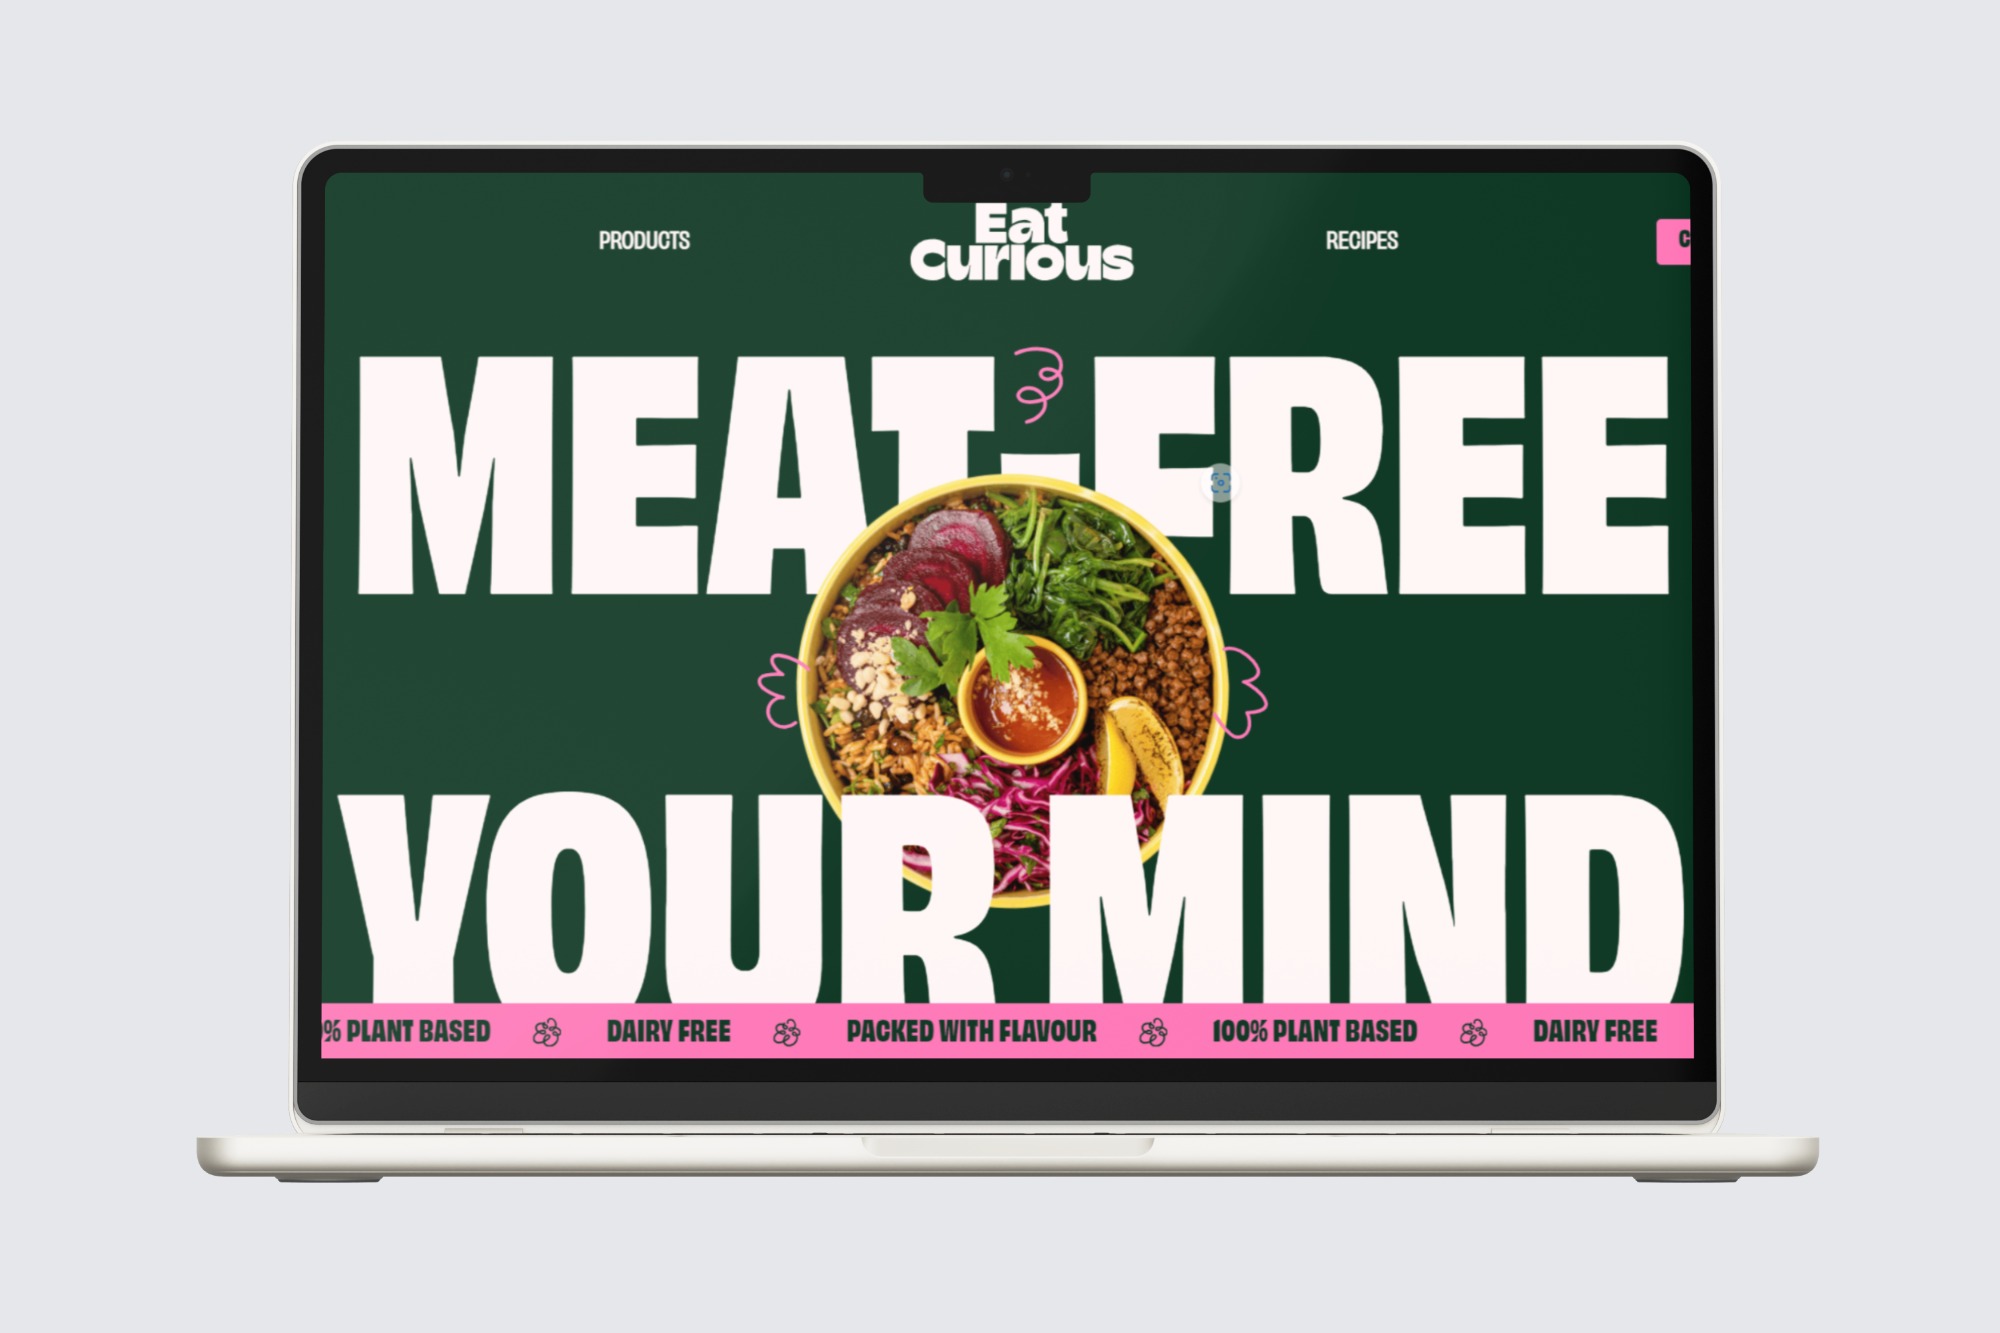 PRODUCTS
Eat
Curious
RECIPES
C
MEAT-FREE
YOUR MIND
% PLANT BASED DAIRY FREE PACKED WITH FLAVOUR 100% PLANT BASED DAIRY FREE